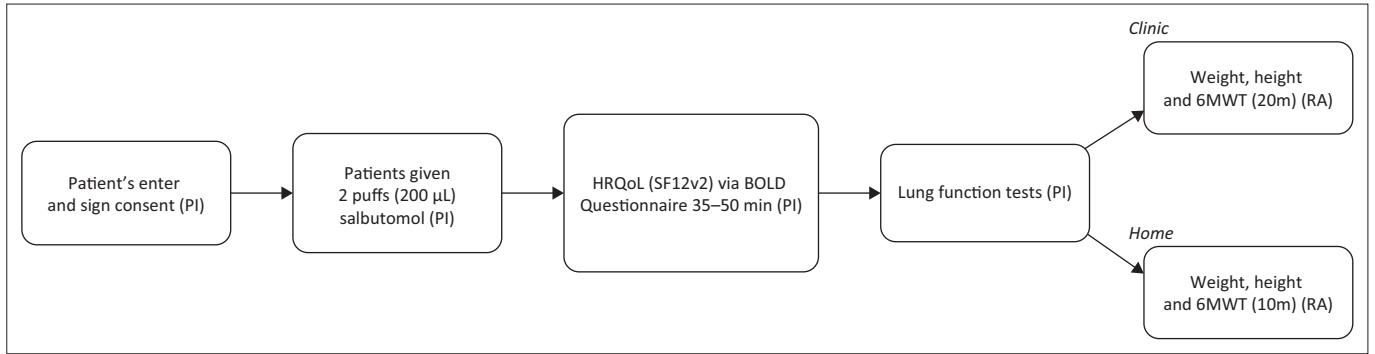 Patient's enter
and sign consent (PI)
Patients given
2 puffs (200 µL)
salbutomol (PI)
HRQoL (SF12v2) via BOLD
Questionnaire 35–50 min (PI)
Lung function tests (PI)
Clinic
Weight, height
and 6MWT (20m) (RA)
Home
Weight, height
and 6MWT (10m) (RA)